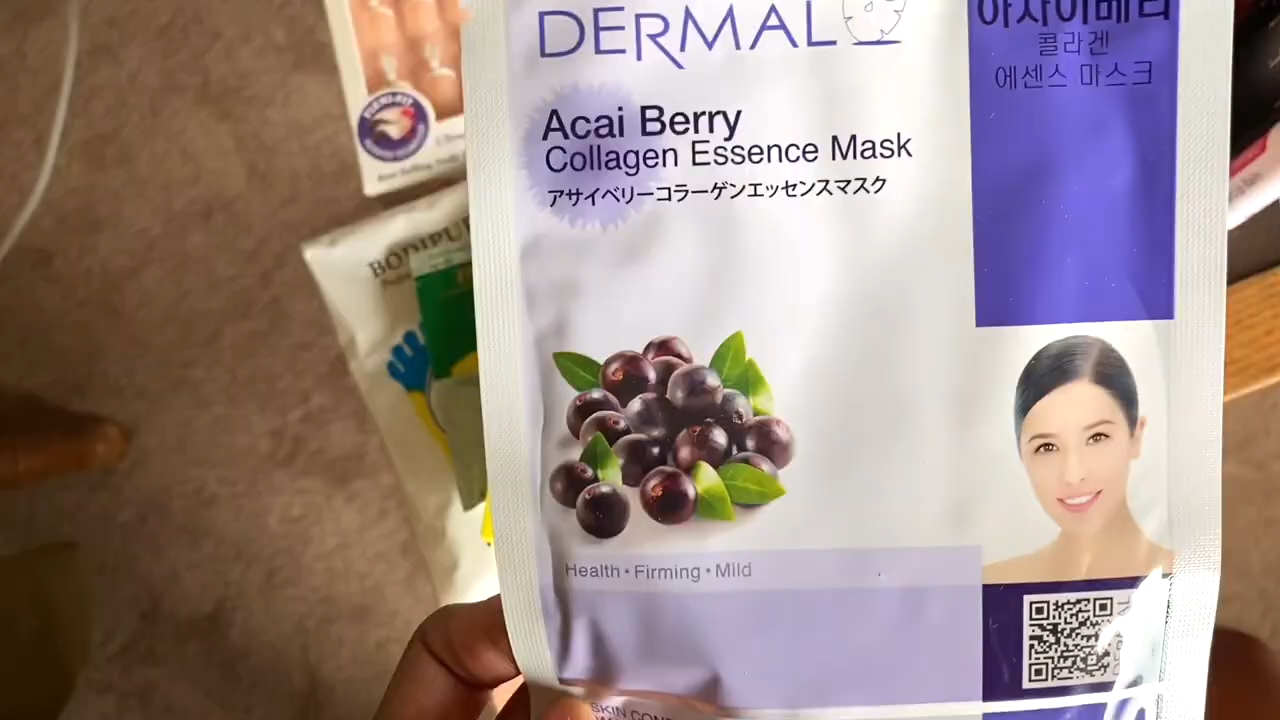 DERMAL
아사이베리
콜라겐
에센스 마스크
Acai Berry
Collagen Essence Mask
アサイベリーコラーゲンエッセンスマスク
Health • Firming • Mild
DERMAL